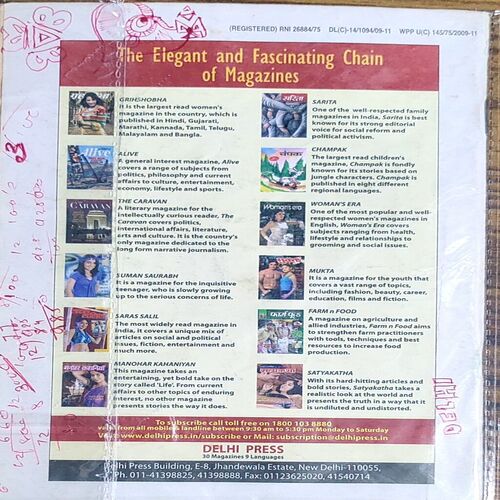 (REGISTERED) RNI 26884/75 DL(C)-14/1094/09-11 WPP U(C) 145/75/2009-11
The Elegant and Fascinating Chain
of Magazines
GRIHSHOBHA
It is the largest read women's
magazine in the country, which is
published in Hindi, Gujarati,
Marathi, Kannada, Tamil, Telugu,
Malayalam and Bangla.
ALIVE
A general interest magazine, Alive
covers a range of subjects from
politics, philosophy and current
affairs to culture, entertainment,
economy, lifestyle and sports.
THE CARAVAN
A literary magazine for the
intellectually curious reader, The
Caravan covers politics,
international affairs, literature,
arts and culture. It is the country's
only magazine dedicated to the
long form narrative journalism.
SUMAN SAURABH
It is a magazine for the inquisitive
teenager, who is slowly growing
up to the serious concerns of life.
SARAS SALIL
The most widely read magazine in
India, it covers a unique mix of
articles on social and political
issues, fiction, entertainment and
much more.
MANOHAR KAHANIYAN
This magazine takes an
entertaining, yet bold take on the
story called 'Life'. From current
affairs to other topics of enduring
interest, no other magazine
presents stories the way it does.
SARITA
One of the well-respected family
magazines in India, Sarita is best
known for its strong editorial
voice for social reform and
political activism.
CHAMPAK
The largest read children's
magazine, Champak is fondly
known for its stories based on
jungle characters. Champak is
published in eight different
regional languages.
WOMAN'S ERA
One of the most popular and well-
respected women's magazines in
English, Woman's Era covers
subjects ranging from health,
lifestyle and relationships to
grooming and social issues.
MUKTA
It is a magazine for the youth that
covers a vast range of topics,
including fashion, beauty, career,
education, films and fiction.
FARM n FOOD
A magazine on agriculture and
allied industries, Farm n Food aims
to strengthen farm practitioners
with tools, techniques and best
resources to increase food
production.
SATYAKATHA
With its hard-hitting articles and
bold stories, Satyakatha takes a
realistic look at the world and
presents the truth in a way that it
is undiluted and undistorted.
To subscribe call toll free on 1800 103 8880
from all mobiles & landline between 9:30 am to 5:30 pm Monday to Saturday
Visit www.delhipress.in/subscribe or Mail: subscription@delhipress.in
DELHI PRESS
30 Magazines 9 Languages
Delhi Press Building, E-8, Jhandewala Estate, New Delhi-110055,
Ph. 011-41398825, 41398888, Fax: 01123625020, 41540714